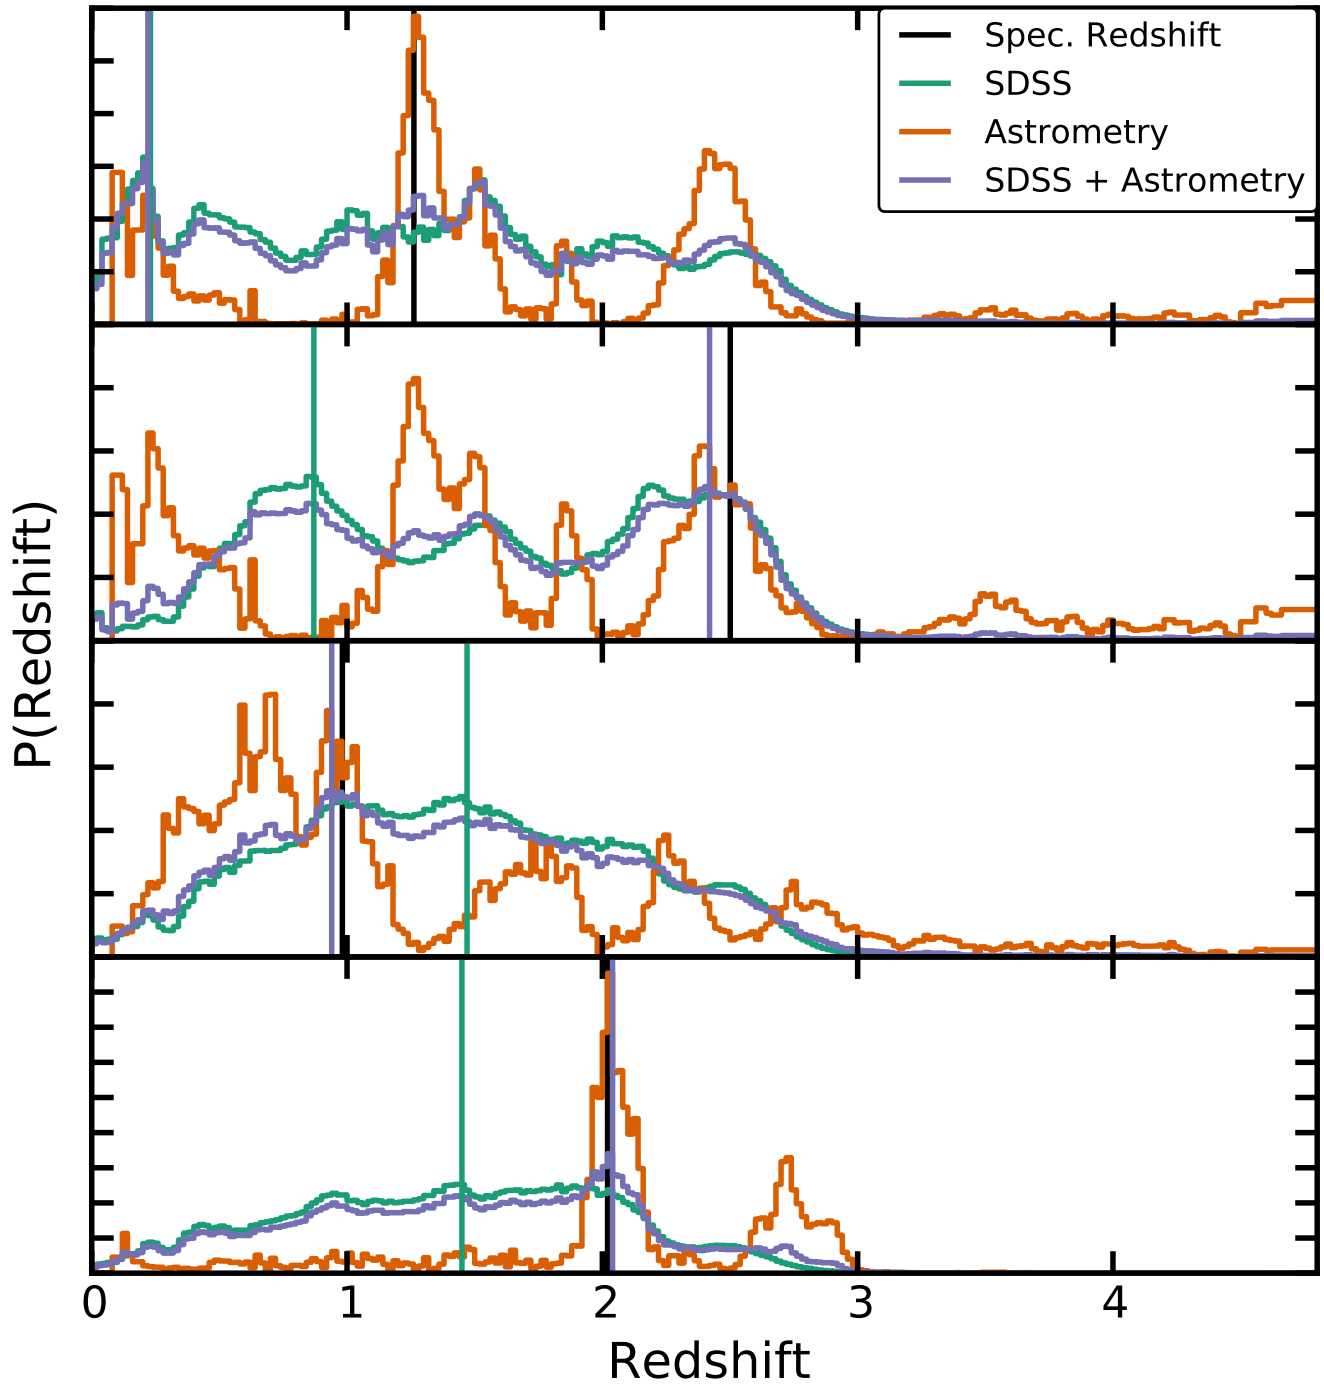 Spec. Redshift
SDSS
Astrometry
SDSS + Astrometry
P(Redshift)
0 1 2 3 4
Redshift